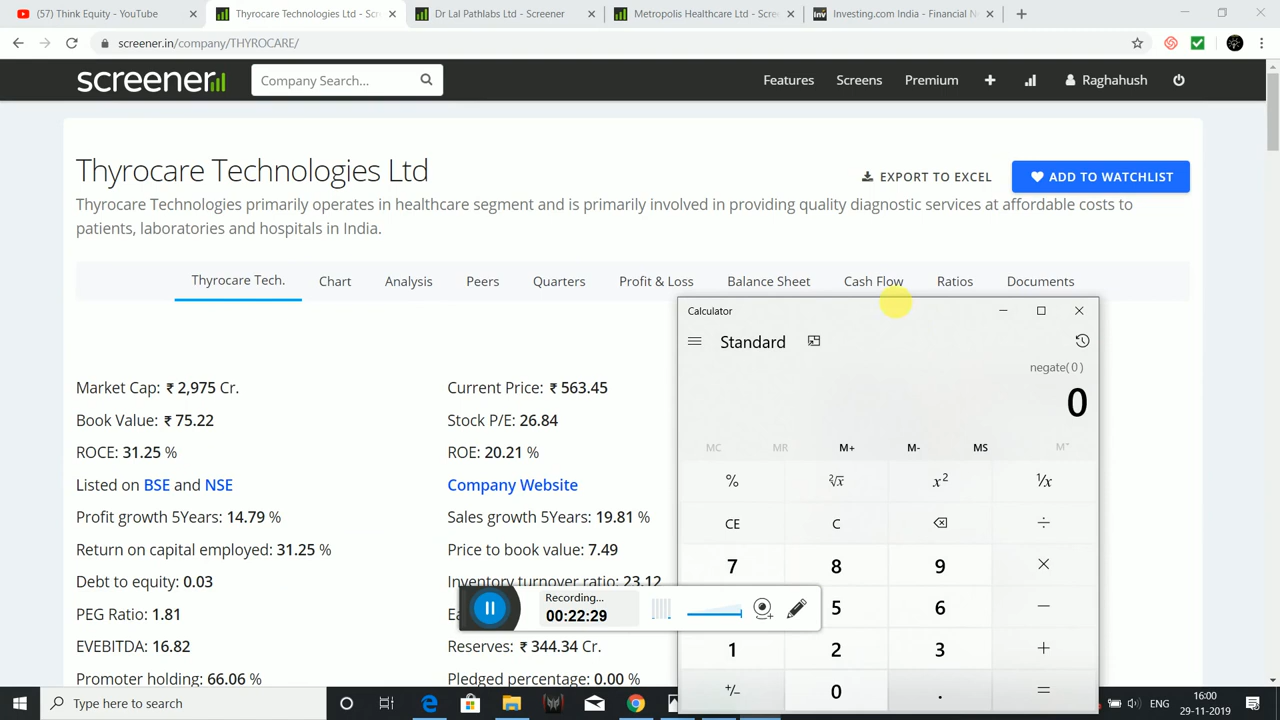 (57) Think Equity - YouTube
Thyrocare Technologies Ltd - Scr
Dr Lal Pathlabs Ltd - Screener
Metropolis Healthcare Ltd - Scre
Investing.com India - Financial N
screener.in/company/THYROCARE/
screener
Company Search...
Features
Screens
Premium
Raghahush
Thyrocare Technologies Ltd
EXPORT TO EXCEL
ADD TO WATCHLIST
Thyrocare Technologies primarily operates in healthcare segment and is primarily involved in providing quality diagnostic services at affordable costs to
patients, laboratories and hospitals in India.
Thyrocare Tech.
Chart
Analysis
Peers
Quarters
Profit & Loss
Balance Sheet
Cash Flow
Ratios
Documents
Market Cap: ₹ 2,975 Cr.
Current Price: ₹ 563.45
Book Value: ₹ 75.22
Stock P/E: 26.84
ROCE: 31.25 %
ROE: 20.21 %
Listed on BSE and NSE
Company Website
Profit growth 5Years: 14.79 %
Sales growth 5Years: 19.81 %
Return on capital employed: 31.25 %
Price to book value: 7.49
Debt to equity: 0.03
Inventory turnover ratio: 23.12
PEG Ratio: 1.81
EVEBITDA: 16.82
Reserves: ₹ 344.34 Cr.
Promoter holding: 66.06 %
Pledged percentage: 0.00 %
Calculator
Standard
negate( 0 )
0
MC MR M+ M- MS M˅
% ²√x x² ¹/x
CE C ÷
7 8 9 ×
5 6 −
1 2 3 +
+/− 0 . =
Recording...
00:22:29
Type here to search
ENG
16:00
29-11-2019